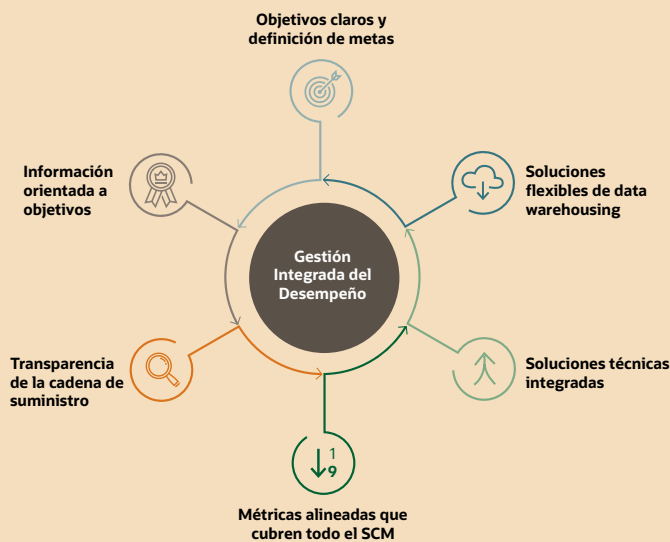 Objetivos claros y
definición de metas
Información
orientada a
objetivos
Soluciones
flexibles de data
warehousing
Gestión
Integrada del
Desempeño
Transparencia
de la cadena de
suministro
Soluciones técnicas
integradas
1
9
Métricas alineadas que
cubren todo el SCM